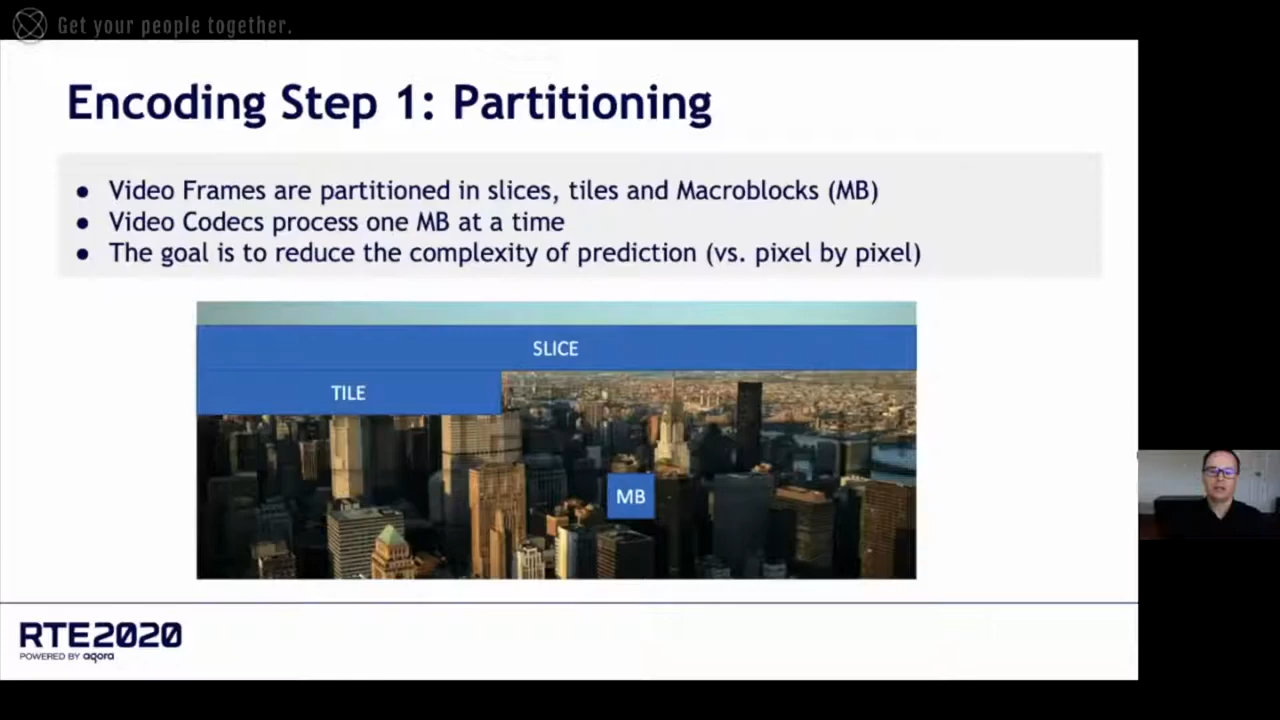 Get your people together.
Encoding Step 1: Partitioning
● Video Frames are partitioned in slices, tiles and Macroblocks (MB)
● Video Codecs process one MB at a time
● The goal is to reduce the complexity of prediction (vs. pixel by pixel)
SLICE
TILE
MB
RTE2020
POWERED BY agora